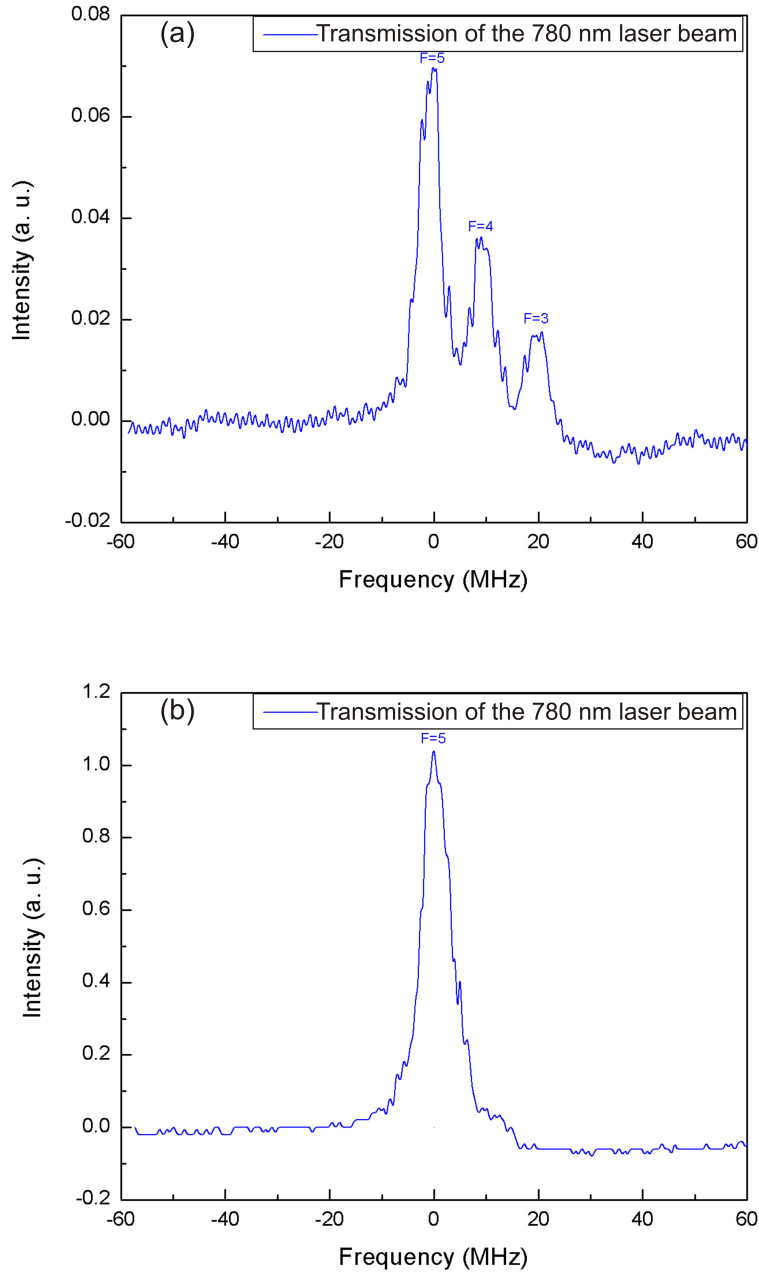 (a)
Transmission of the 780 nm laser beam
F=5
F=4
F=3
0.08
0.06
0.04
0.02
0.00
-0.02
Intensity (a. u.)
-60
-40
-20
0
20
40
60
Frequency (MHz)
(b)
Transmission of the 780 nm laser beam
F=5
1.2
1.0
0.8
0.6
0.4
0.2
0.0
-0.2
Intensity (a. u.)
-60
-40
-20
0
20
40
60
Frequency (MHz)